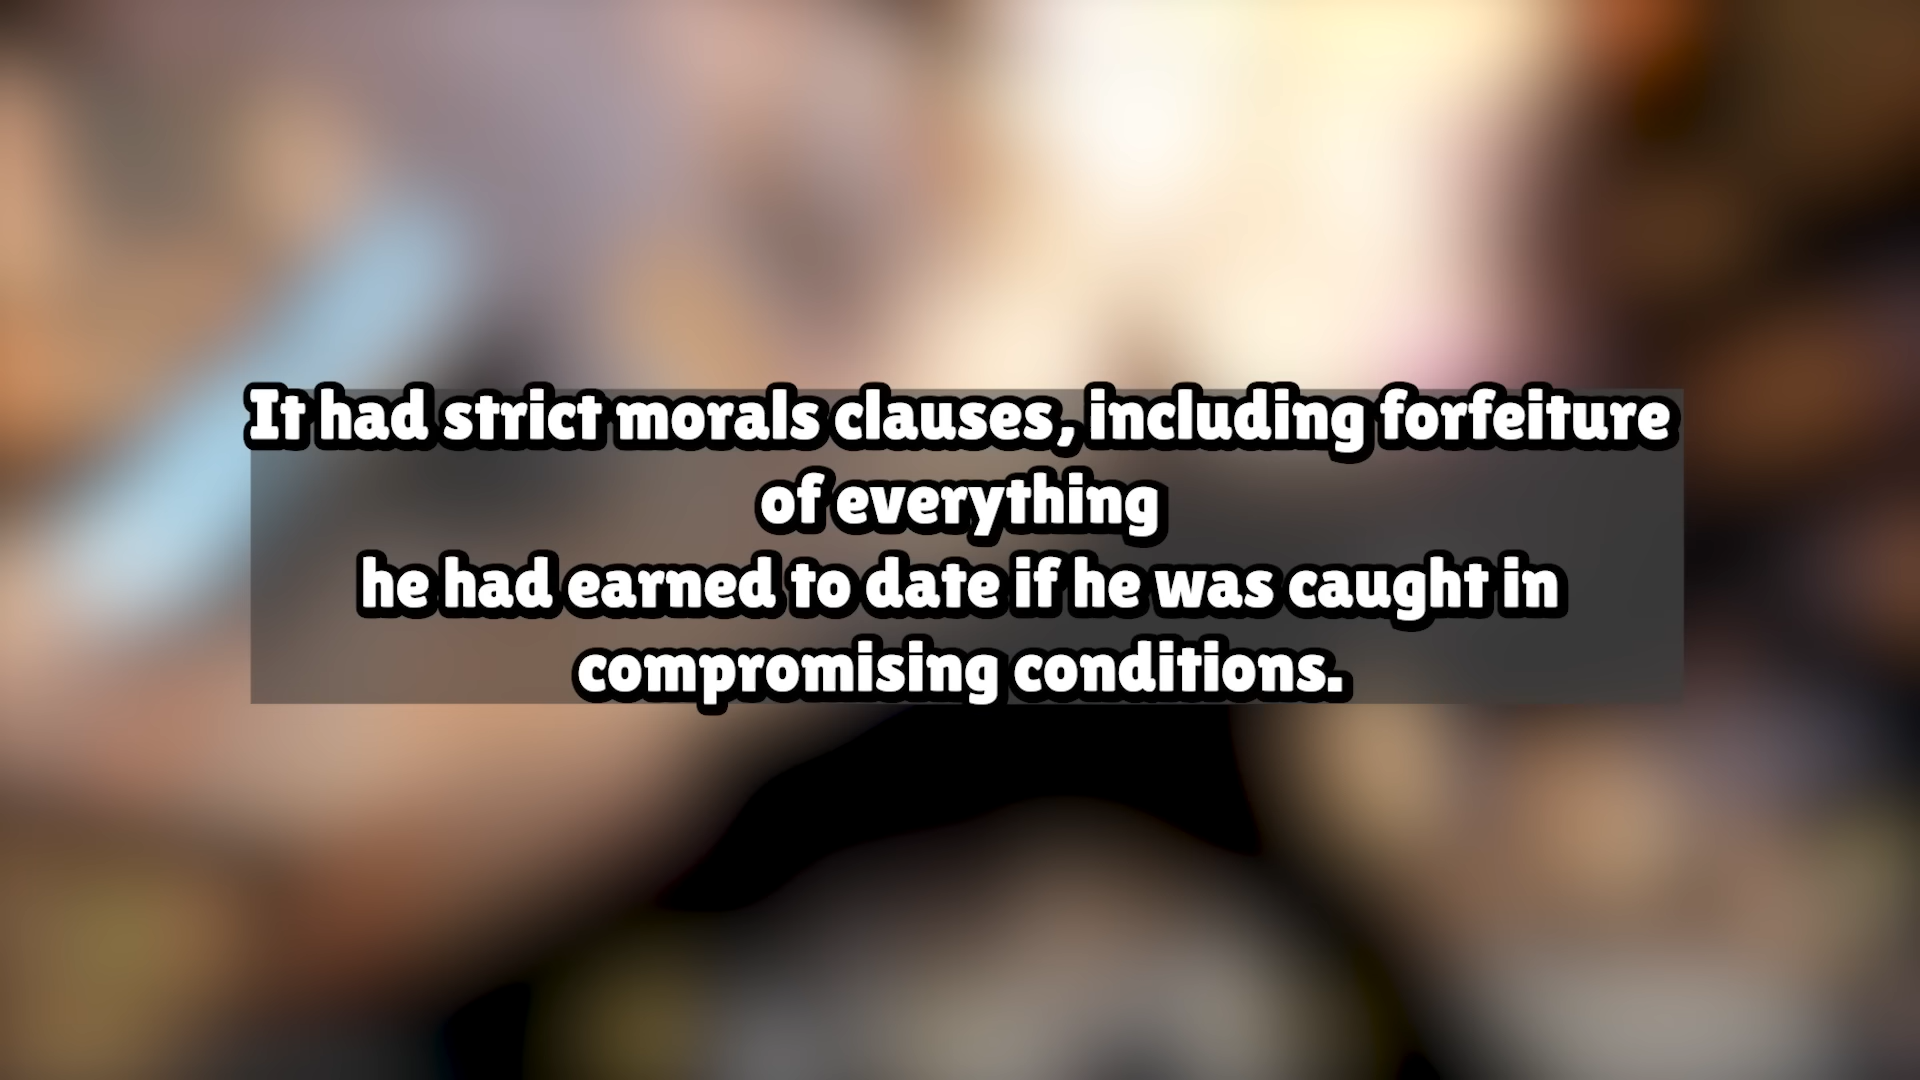 It had strict morals clauses, including forfeiture
of everything
he had earned to date if he was caught in
compromising conditions.